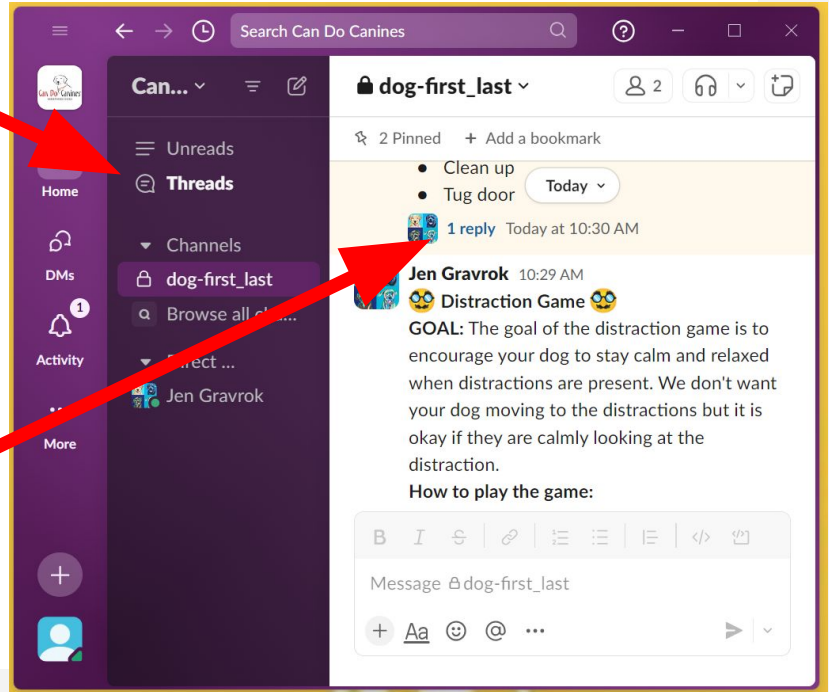 Search Can Do Canines
Can Do Canines
Can...
dog-first_last
2
2 Pinned + Add a bookmark
Home
DMs
1
Activity
More
Unreads
Threads
Channels
dog-first_last
Browse all
Direct ...
Jen Gravrok
• Clean up
• Tug door
Today
1 reply Today at 10:30 AM
Jen Gravrok 10:29 AM
🥸 Distraction Game 🥸
GOAL: The goal of the distraction game is to
encourage your dog to stay calm and relaxed
when distractions are present. We don't want
your dog moving to the distractions but it is
okay if they are calmly looking at the
distraction.
How to play the game:
B I S
Message dog-first_last
+ Aa @ ...